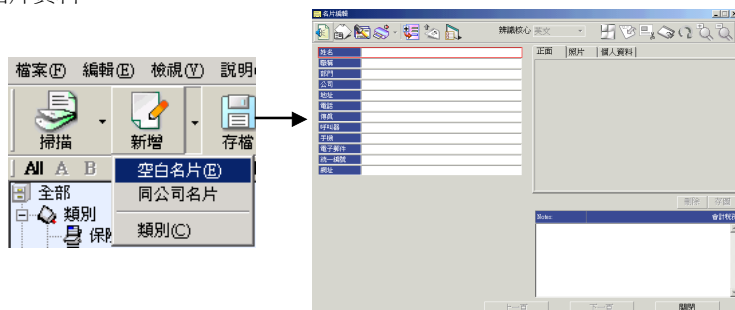 檔案(F) 編輯(E) 檢視(V) 說明
掃描 新增 存檔
All A B
空白名片(E)
同公司名片
類別(C)
全部
類別
名片編輯
辨識核心 英文
姓名
職稱
部門
公司
地址
電話
傳真
呼叫器
手機
電子郵件
統一編號
網址
正面 照片 個人資料
刪除 存圖
Notes:
上一頁 下一頁 關閉